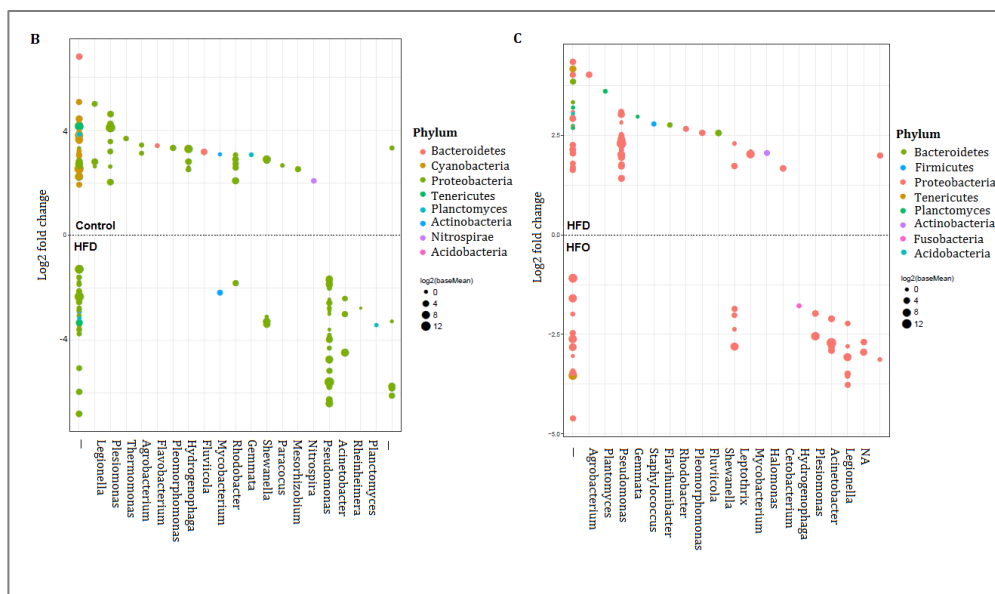 B
Log2 fold change
4
0
−4
Control
HFD
—
Legionella
Plesiomonas
Thermomonas
Agrobacterium
Flavobacterium
Pleomorphomonas
Hydrogenophaga
Fluviicola
Mycobacterium
Rhodobacter
Gemmata
Shewanella
Paracocus
Mesorhizobium
Nitrospira
Pseudomonas
Acinetobacter
Rheinheimera
Planctomyces
—
Phylum
Bacteroidetes
Cyanobacteria
Proteobacteria
Tenericutes
Planctomyces
Actinobacteria
Nitrospirae
Acidobacteria
log2(baseMean)
0
4
8
12
C
Log2 fold change
2.5
0.0
−2.5
−5.0
HFD
HFO
—
Agrobacterium
Plantomyces
Pseudomonas
Gemmata
Staphylococcus
Flavihumibacter
Rhodobacter
Pleomorphomonas
Fluviicola
Shewanella
Leptothrix
Mycobacterium
Halomonas
Cetobacterium
Hydrogenophaga
Plesiomonas
Acinetobacter
Legionella
NA
Phylum
Bacteroidetes
Firmicutes
Proteobacteria
Tenericutes
Planctomyces
Actinobacteria
Fusobacteria
Acidobacteria
log2(baseMean)
0
4
8
12